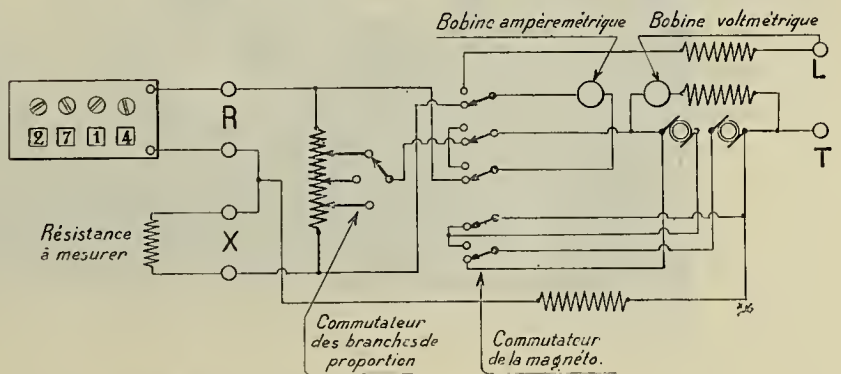 Bobine ampèremétrique
Bobine voltmétrique
L
R
2 7 1 4
T
Résistance
à mesurer
X
Commutateur
des branches de
proportion
Commutateur
de la magnéto.